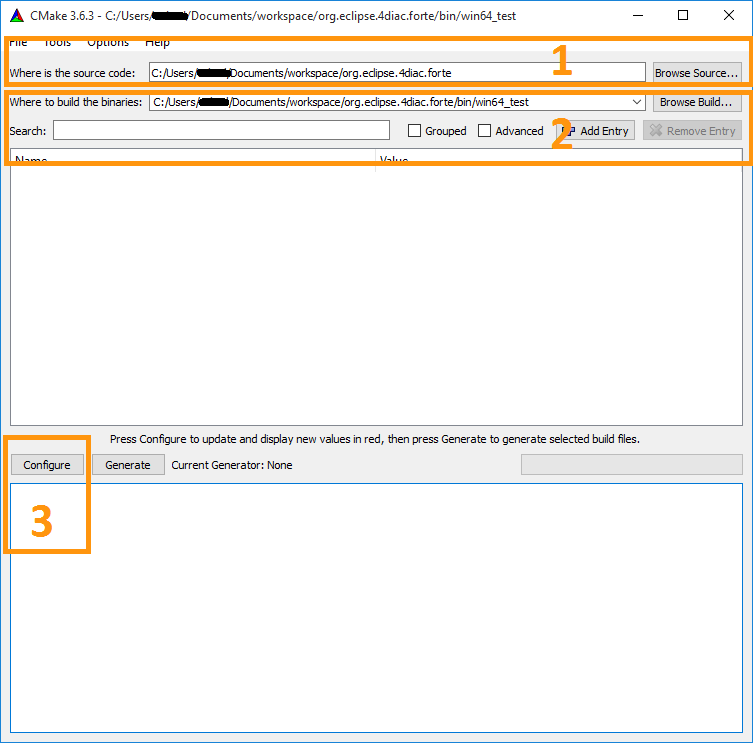 CMake 3.6.3 - C:/Users/ /Documents/workspace/org.eclipse.4diac.forte/bin/win64_test
File Tools Options Help
Where is the source code: C:/Users/ /Documents/workspace/org.eclipse.4diac.forte 1 Browse Source...
Where to build the binaries: C:/Users/ /Documents/workspace/org.eclipse.4diac.forte/bin/win64_test Browse Build...
Search: Grouped Advanced 2 Add Entry Remove Entry
Name Value
Press Configure to update and display new values in red, then press Generate to generate selected build files.
Configure Generate Current Generator: None
3